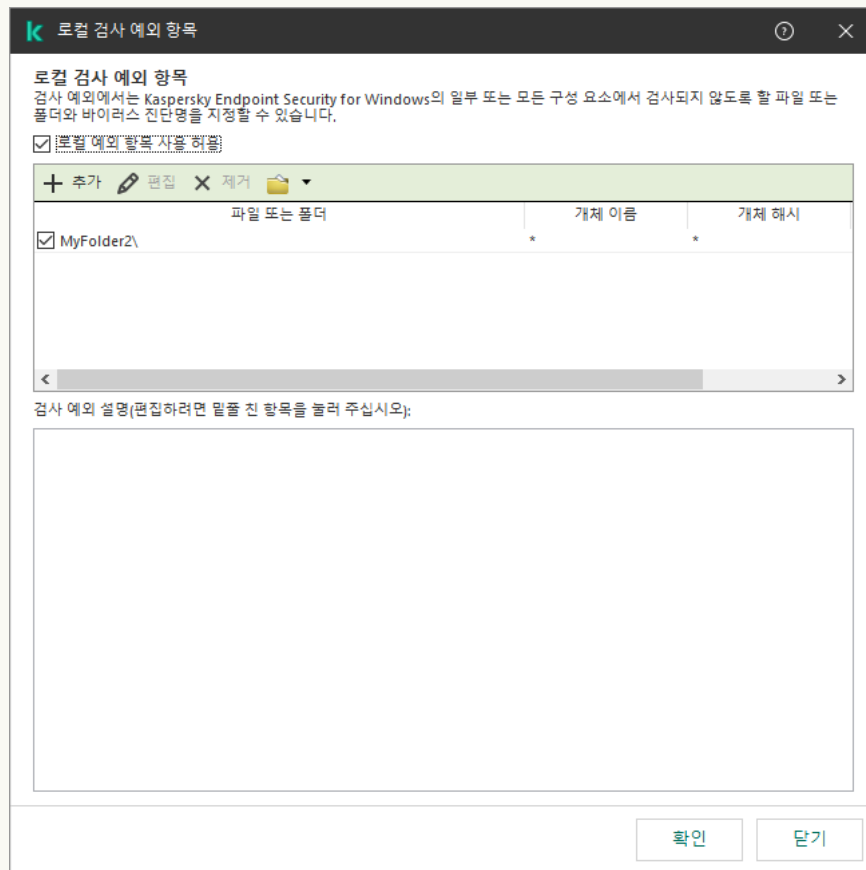 로컬 검사 예외 항목
로컬 검사 예외 항목
검사 예외에서는 Kaspersky Endpoint Security for Windows의 일부 또는 모든 구성 요소에서 검사되지 않도록 할 파일 또는
폴더와 바이러스 진단명을 지정할 수 있습니다.
로컬 예외 항목 사용 허용
추가 편집 제거
파일 또는 폴더 개체 이름 개체 해시
MyFolder2\ * *
검사 예외 설명(편집하려면 밑줄 친 항목을 눌러 주십시오):
확인 닫기